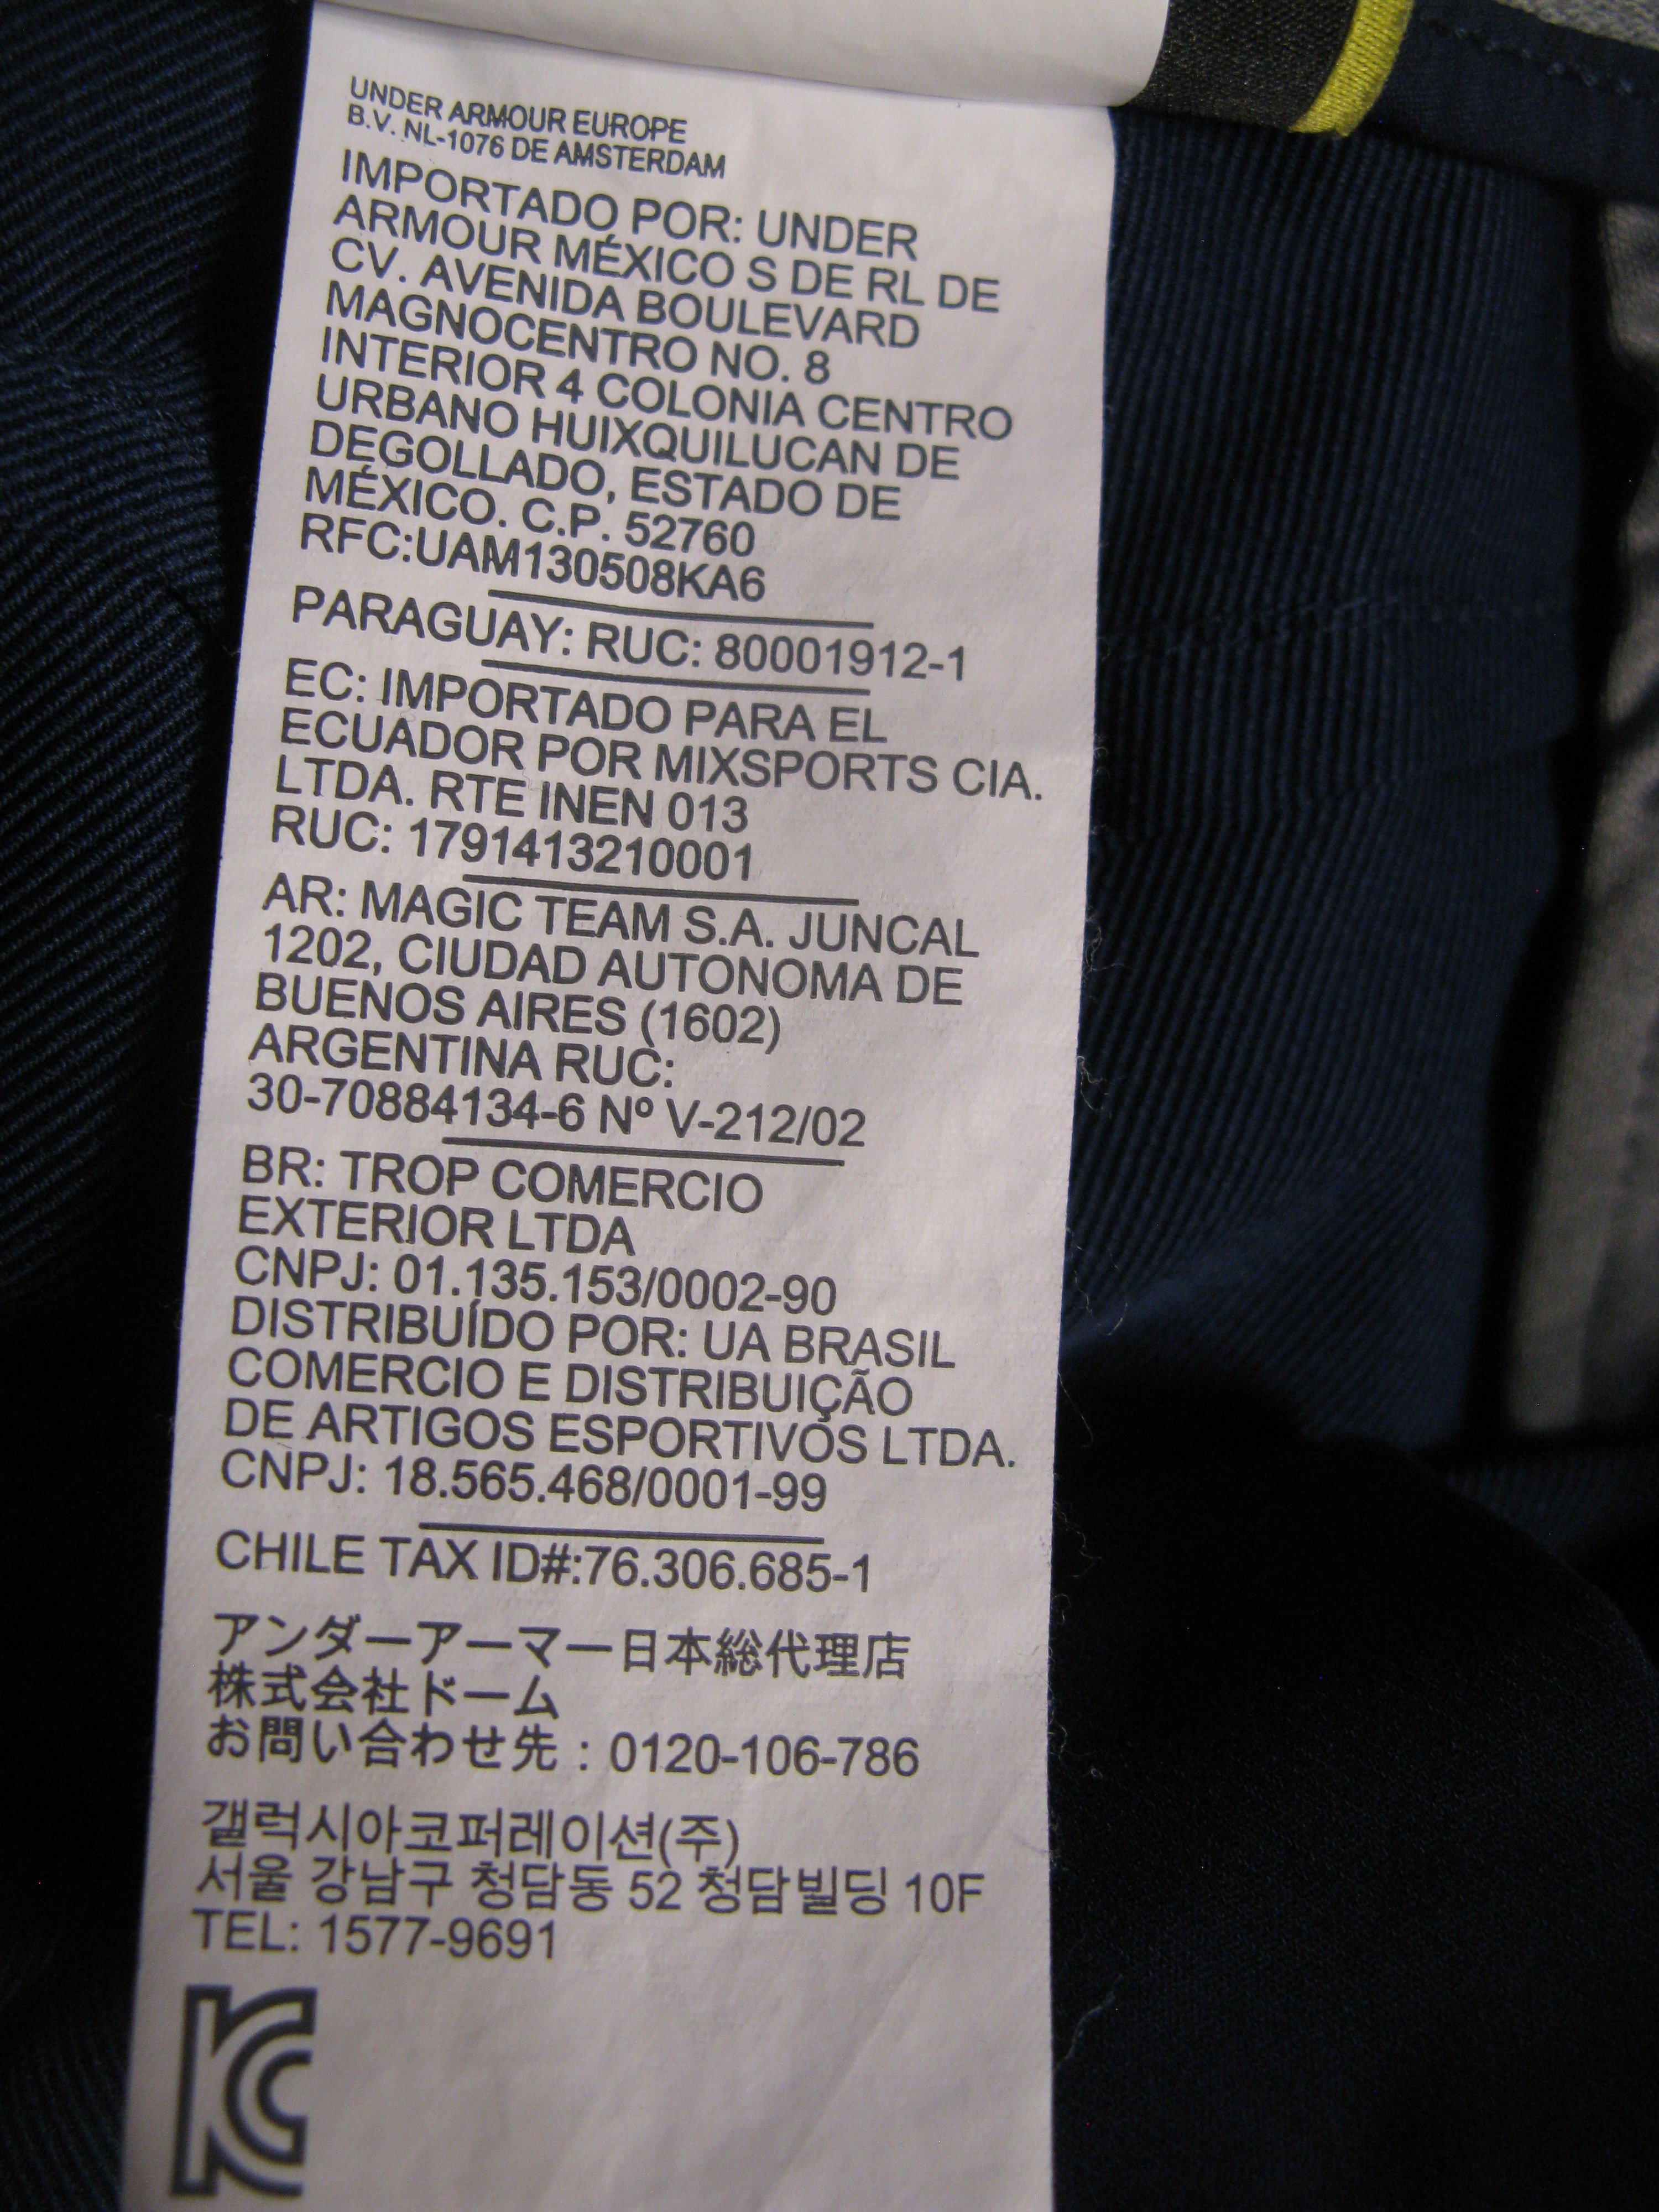 UNDER ARMOUR EUROPE
B.V. NL-1076 DE AMSTERDAM
IMPORTADO POR: UNDER
ARMOUR MÉXICO S DE RL DE
CV. AVENIDA BOULEVARD
MAGNOCENTRO NO. 8
INTERIOR 4 COLONIA CENTRO
URBANO HUIXQUILUCAN DE
DEGOLLADO, ESTADO DE
MÉXICO. C.P. 52760
RFC:UAM130508KA6
PARAGUAY: RUC: 80001912-1
EC: IMPORTADO PARA EL
ECUADOR POR MIXSPORTS CIA.
LTDA. RTE INEN 013
RUC: 1791413210001
AR: MAGIC TEAM S.A. JUNCAL
1202, CIUDAD AUTONOMA DE
BUENOS AIRES (1602)
ARGENTINA RUC:
30-70884134-6 Nº V-212/02
BR: TROP COMERCIO
EXTERIOR LTDA
CNPJ: 01.135.153/0002-90
DISTRIBUÍDO POR: UA BRASIL
COMERCIO E DISTRIBUIÇÃO
DE ARTIGOS ESPORTIVOS LTDA.
CNPJ: 18.565.468/0001-99
CHILE TAX ID#:76.306.685-1
アンダーアーマー日本総代理店
株式会社ドーム
お問い合わせ先：0120-106-786
갤럭시아코퍼레이션(주)
서울 강남구 청담동 52 청담빌딩 10F
TEL: 1577-9691
KC